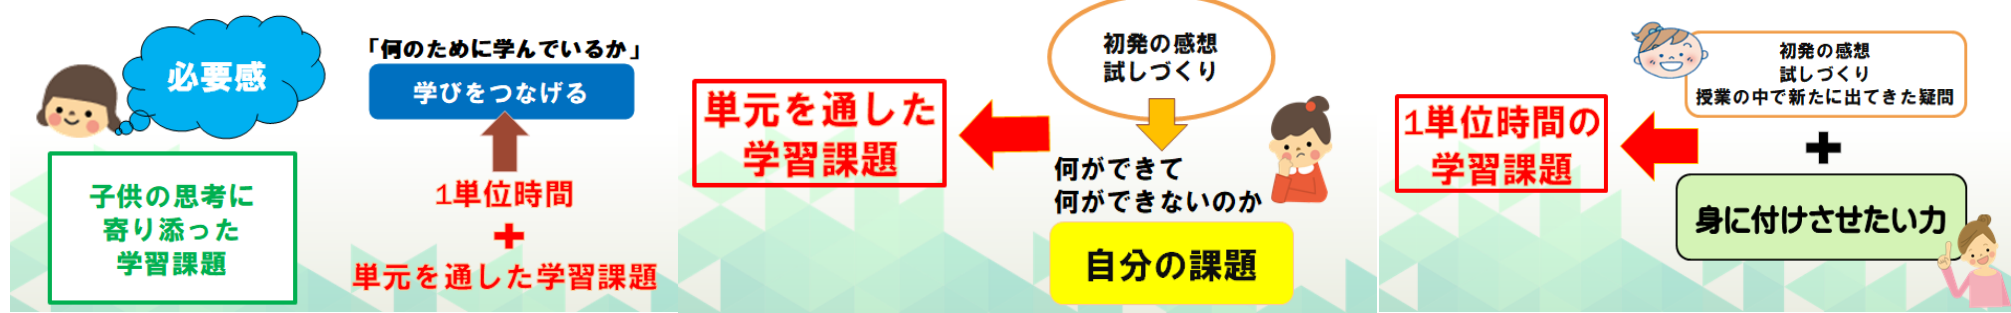 必要感
子供の思考に
寄り添った
学習課題
「何のために学んでいるか」
学びをつなげる
1単位時間
+
単元を通した学習課題
単元を通した
学習課題
初発の感想
試しづくり
何ができて
何ができないのか
自分の課題
1単位時間の
学習課題
初発の感想
試しづくり
授業の中で新たに出てきた疑問
+
身に付けさせたい力